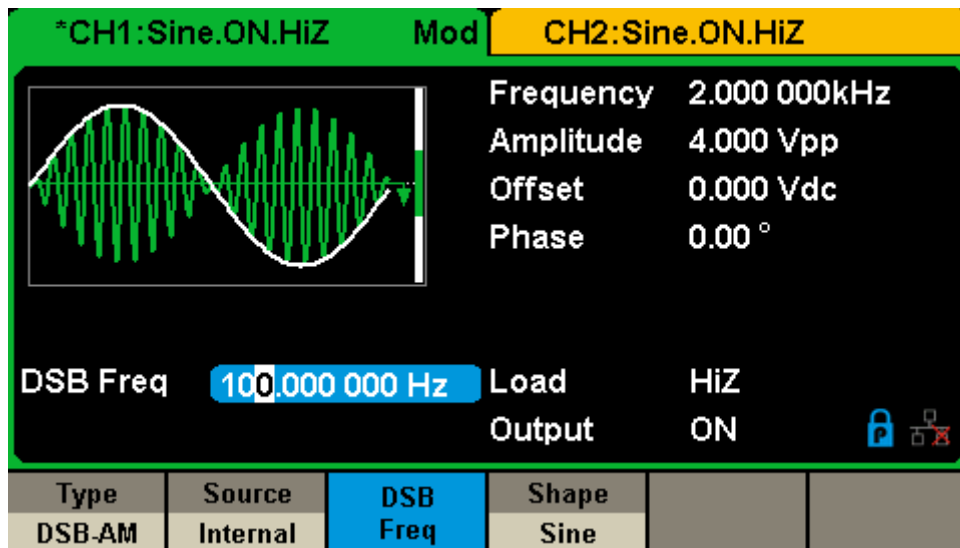 *CH1:Sine.ON.HiZ Mod CH2:Sine.ON.HiZ
Frequency 2.000 000kHz
Amplitude 4.000 Vpp
Offset 0.000 Vdc
Phase 0.00 °
DSB Freq 100.000 000 Hz Load HiZ
Output ON
P
Type Source DSB Freq Shape
DSB-AM Internal Sine